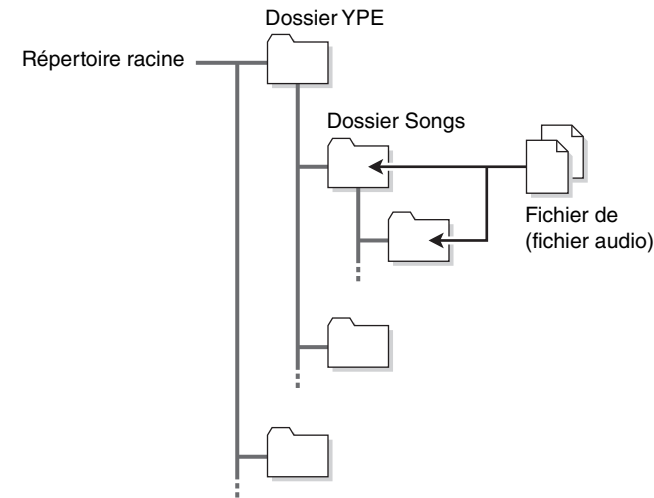 Dossier YPE
Répertoire racine
Dossier Songs
Fichier de
(fichier audio)